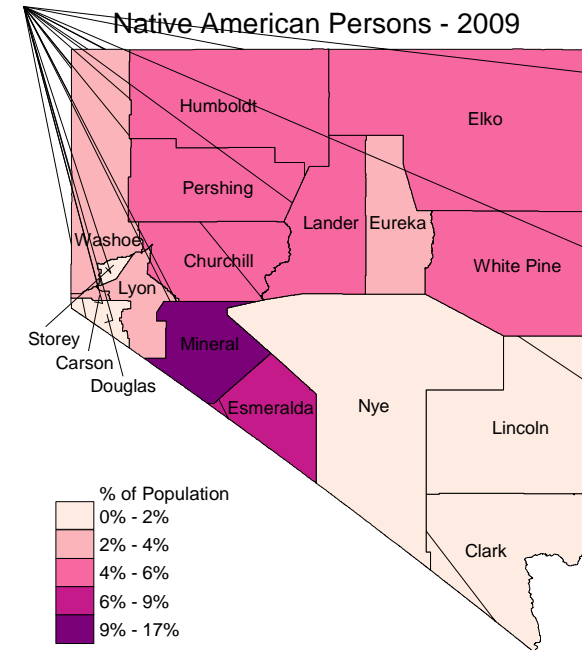 Native American Persons - 2009
Humboldt
Elko
Pershing
Lander
Eureka
Washoe
Churchill
White Pine
Lyon
Storey
Mineral
Carson
Douglas
Esmeralda
Nye
Lincoln
Clark
% of Population
0% - 2%
2% - 4%
4% - 6%
6% - 9%
9% - 17%